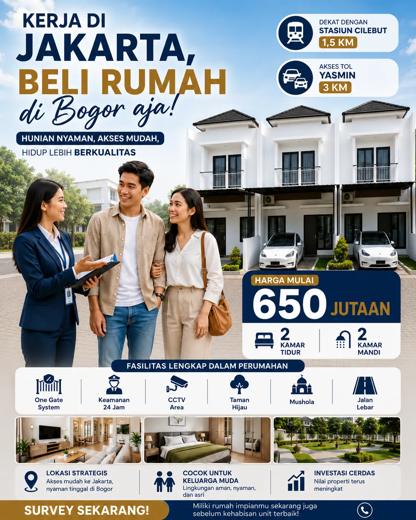 KERJA DI
JAKARTA,
BELI RUMAH
di Bogor aja!
HUNIAN NYAMAN, AKSES MUDAH,
HIDUP LEBIH BERKUALITAS
DEKAT DENGAN
STASIUN CILEBUT
1,5 KM
AKSES TOL
YASMIN
3 KM
HARGA MULAI
650 JUTAAN
2
KAMAR
TIDUR
2
KAMAR
MANDI
FASILITAS LENGKAP DALAM PERUMAHAN
One Gate
System
Keamanan
24 Jam
CCTV
Area
Taman
Hijau
Mushola
Jalan
Lebar
LOKASI STRATEGIS
Akses mudah ke Jakarta,
nyaman tinggal di Bogor
COCOK UNTUK
KELUARGA MUDA
Lingkungan aman, nyaman,
dan asri
INVESTASI CERDAS
Nilai properti terus
meningkat
SURVEY SEKARANG!
Miliki rumah impianmu sekarang juga
sebelum kehabisan unit terbaik!